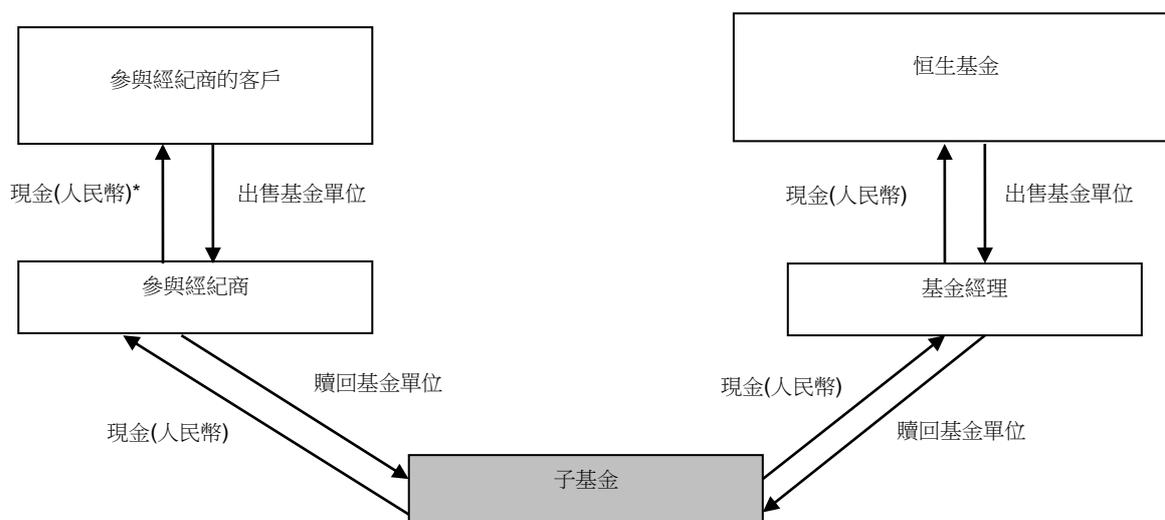 參與經紀商的客戶
恒生基金
現金(人民幣)*
出售基金單位
現金(人民幣)
出售基金單位
參與經紀商
基金經理
贖回基金單位
現金(人民幣)
現金(人民幣)
贖回基金單位
子基金